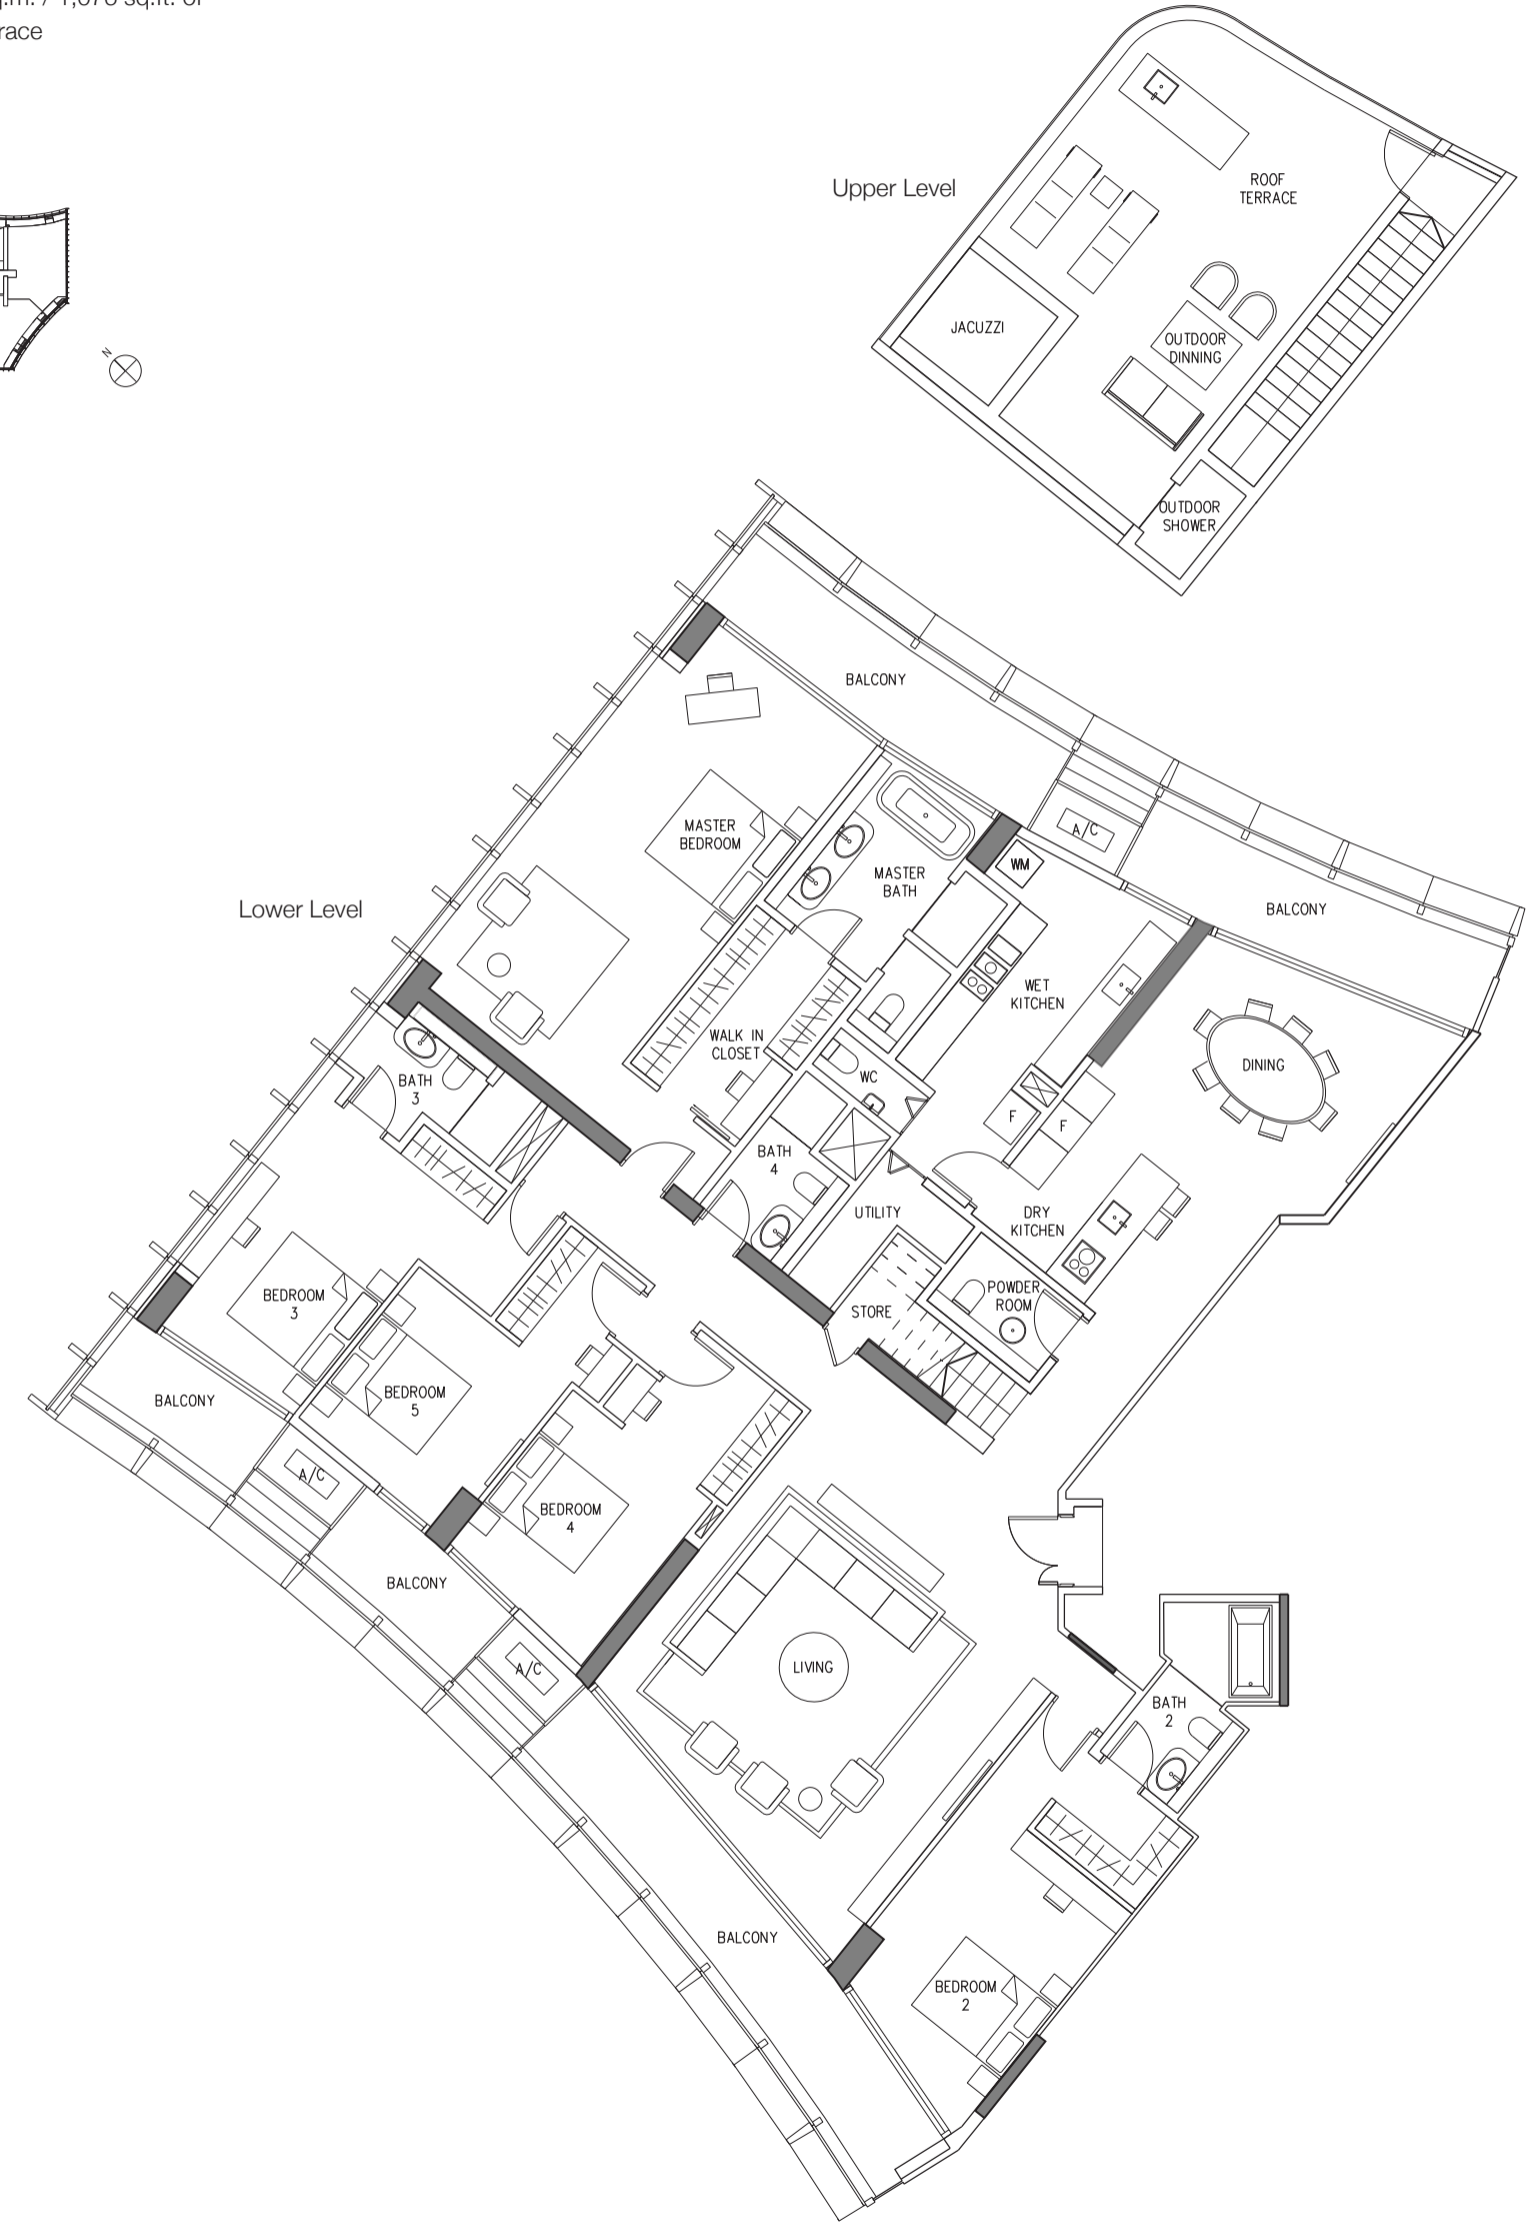 Upper Level
ROOF
TERRACE
JACUZZI
OUTDOOR
DINNING
OUTDOOR
SHOWER
N
Lower Level
BALCONY
MASTER
BEDROOM
A/C
WM
MASTER
BATH
BALCONY
WET
KITCHEN
WALK IN
CLOSET
DINING
WC
BATH
3
F
F
BATH
4
UTILITY
DRY
KITCHEN
POWDER
ROOM
STORE
BEDROOM
3
BEDROOM
5
BALCONY
A/C
BEDROOM
4
BALCONY
A/C
LIVING
BATH
2
BALCONY
BEDROOM
2